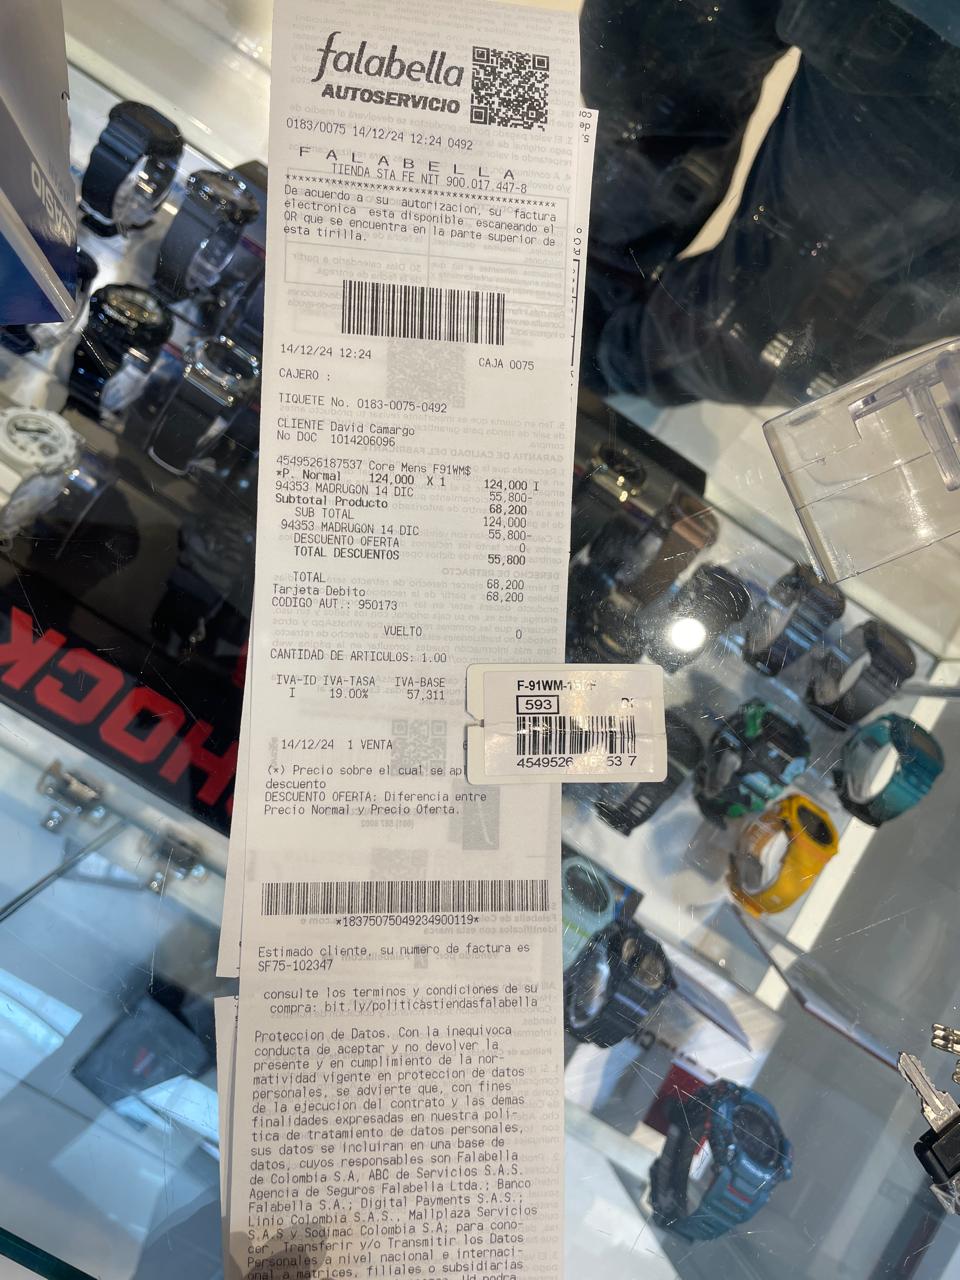 falabella
AUTOSERVICIO
0183/0075 14/12/24 12:24 0492
F A L A B E L L A
TIENDA STA FE NIT 900.017.447-8
****************************************
De acuerdo a su autorizacion, su factura
electronica esta disponible, escaneando el
QR que se encuentra en la parte superior de
esta tirilla.
14/12/24 12:24 CAJA 0075
CAJERO :
TIQUETE No. 0183-0075-0492
CLIENTE David Camargo
No DOC 1014206096
4549526187537 Core Mens F91WM$
*P. Normal 124,000 X 1 124,000 I
94353 MADRUGON 14 DIC 55,800-
Subtotal Producto 68,200
SUB TOTAL 124,000
94353 MADRUGON 14 DIC 55,800-
DESCUENTO OFERTA 0
TOTAL DESCUENTOS 55,800
TOTAL 68,200
Tarjeta Debito 68,200
CODIGO AUT.: 950173
VUELTO 0
CANTIDAD DE ARTICULOS: 1.00
IVA-ID IVA-TASA IVA-BASE
I 19.00% 57,311
F-91WM-
593
4549526 53 7
14/12/24 1 VENTA
(*) Precio sobre el cual se ap
descuento
DESCUENTO OFERTA: Diferencia entre
Precio Normal y Precio Oferta.
*18375075049234900119*
Estimado cliente, su numero de factura es
SF75-102347
consulte los terminos y condiciones de su
compra: bit.ly/politicastiendasfalabella
Proteccion de Datos. Con la inequivoca
conducta de aceptar y no devolver la
presente y en cumplimiento de la nor-
matividad vigente en proteccion de datos
personales, se advierte que, con fines
de la ejecucion del contrato y las demas
finalidades expresadas en nuestra poli-
tica de tratamiento de datos personales,
sus datos se incluiran en una base de
datos, cuyos responsables son Falabella
de Colombia S.A, ABC de Servicios S.A.S.
Agencia de Seguros Falabella Ltda.; Banco
Falabella S.A.; Digital Payments S.A.S.;
Linio Colombia S.A.S., Mallplaza Servicios
S.A.S y Sodimac Colombia S.A; para cono-
cer, Transferir y/o Transmitir los Datos
Personales a nivel nacional e internaci-
onal a matrices, filiales o subsidiarias
CASIO
SHOCK